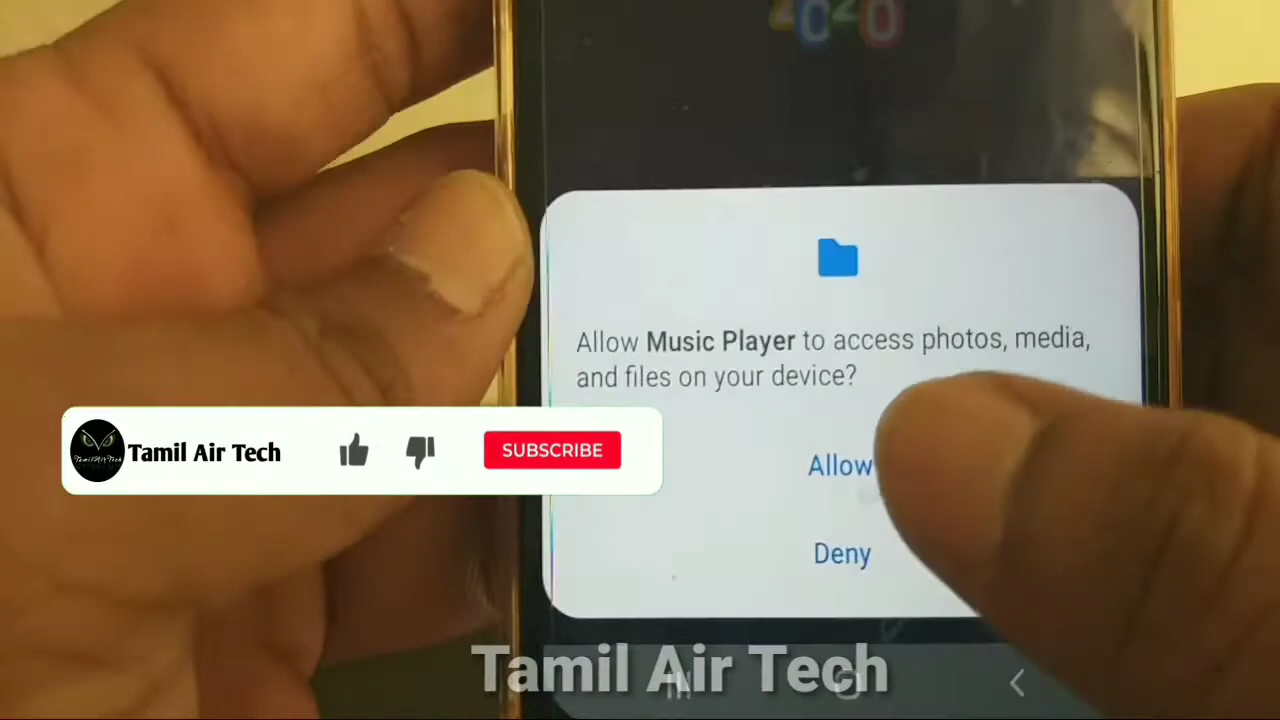 2020
Allow Music Player to access photos, media,
and files on your device?
Tamil Air Tech
SUBSCRIBE
Allow
Deny
Tamil Air Tech